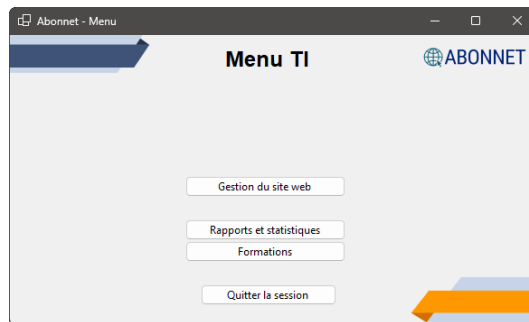 Abonnet - Menu
Menu TI
ABONNET
Gestion du site web
Rapports et statistiques
Formations
Quitter la session